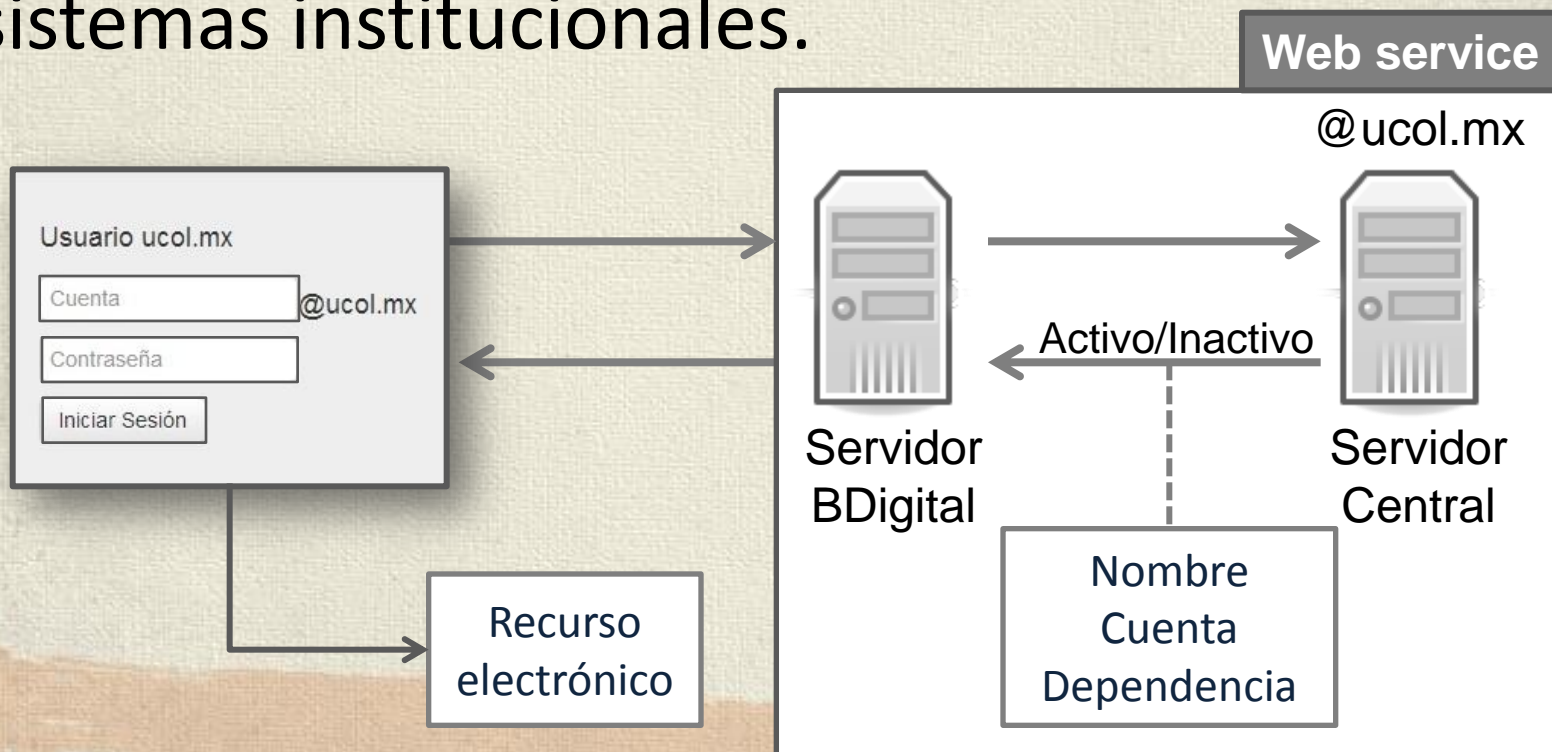 sistemas institucionales.
Web service
@ucol.mx
Usuario ucol.mx
Cuenta @ucol.mx
Contraseña
Iniciar Sesión
Activo/Inactivo
Servidor
BDigital
Servidor
Central
Nombre
Cuenta
Dependencia
Recurso
electrónico